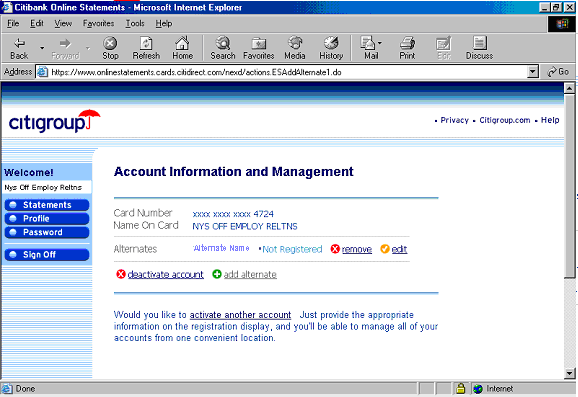 Citibank Online Statements - Microsoft Internet Explorer
File Edit View Favorites Tools Help
Back Forward Stop Refresh Home Search Favorites Media History Mail Print Edit Discuss
Address https://www.onlinestatements.cards.citidirect.com/nexd/actions.ESAddAlternate1.do Go
citigroup
• Privacy • Citigroup.com • Help
Welcome!
Nys Off Employ Reltns
Statements
Profile
Password
Sign Off
Account Information and Management
Card Number xxxx xxxx xxxx 4724
Name On Card NYS OFF EMPLOY RELTNS
Alternates Alternate Name •Not Registered remove edit
deactivate account add alternate
Would you like to activate another account . Just provide the appropriate
information on the registration display, and you'll be able to manage all of your
accounts from one convenient location.
Done Internet